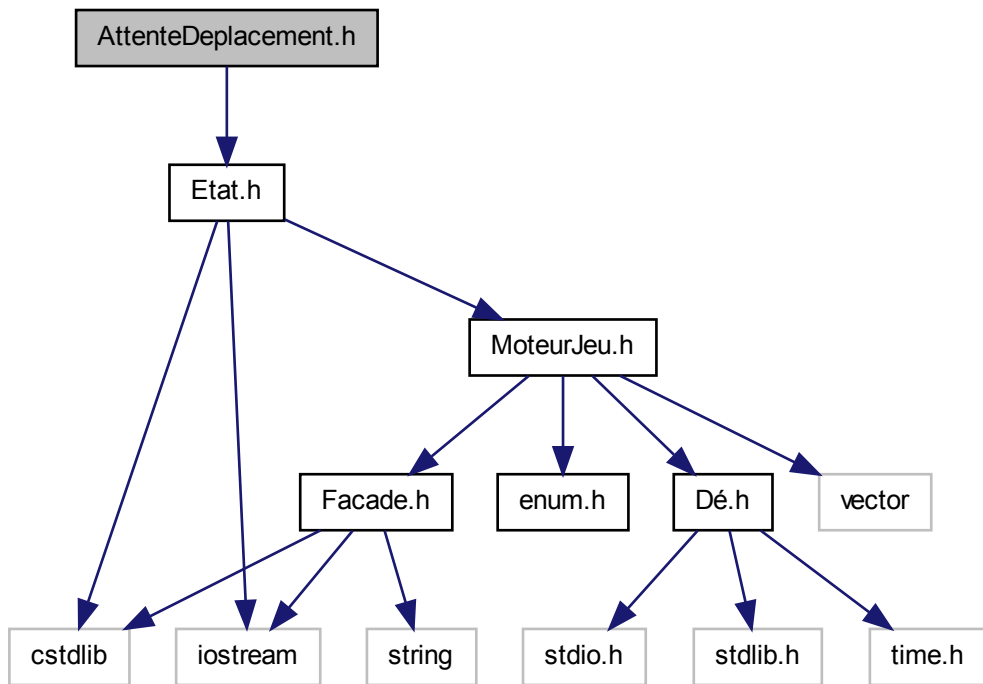 AttenteDeplacement.h
Etat.h
MoteurJeu.h
Facade.h
enum.h
Dé.h
vector
cstdlib
iostream
string
stdio.h
stdlib.h
time.h